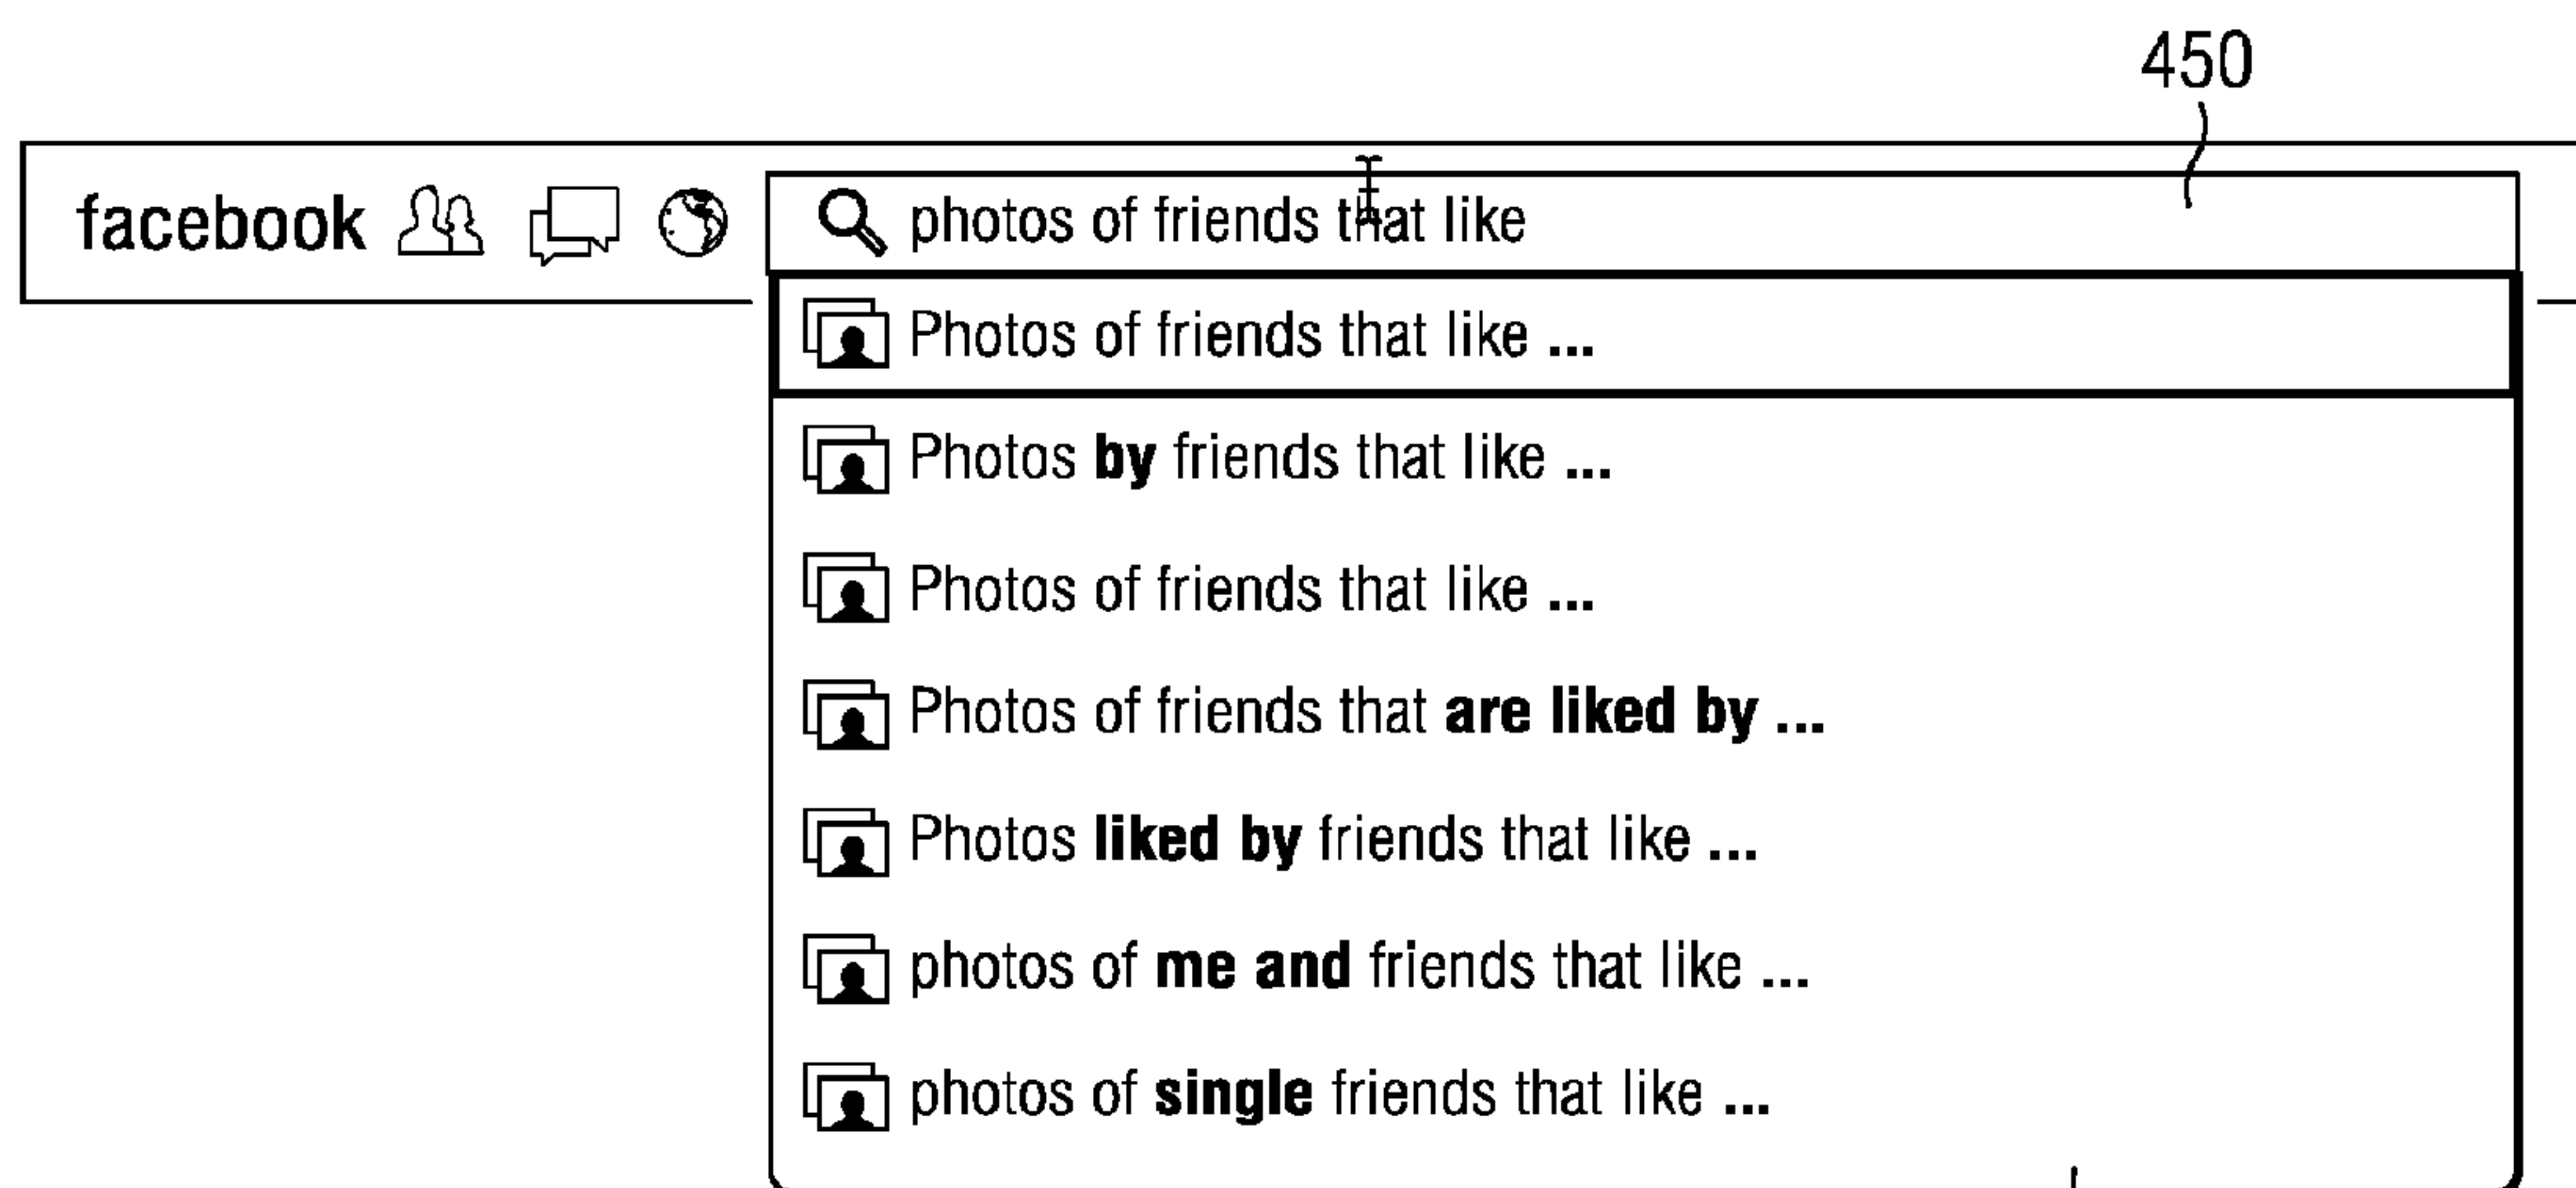 450
facebook photos of friends that like
Photos of friends that like ...
Photos by friends that like ...
Photos of friends that like ...
Photos of friends that are liked by ...
Photos liked by friends that like ...
photos of me and friends that like ...
photos of single friends that like ...